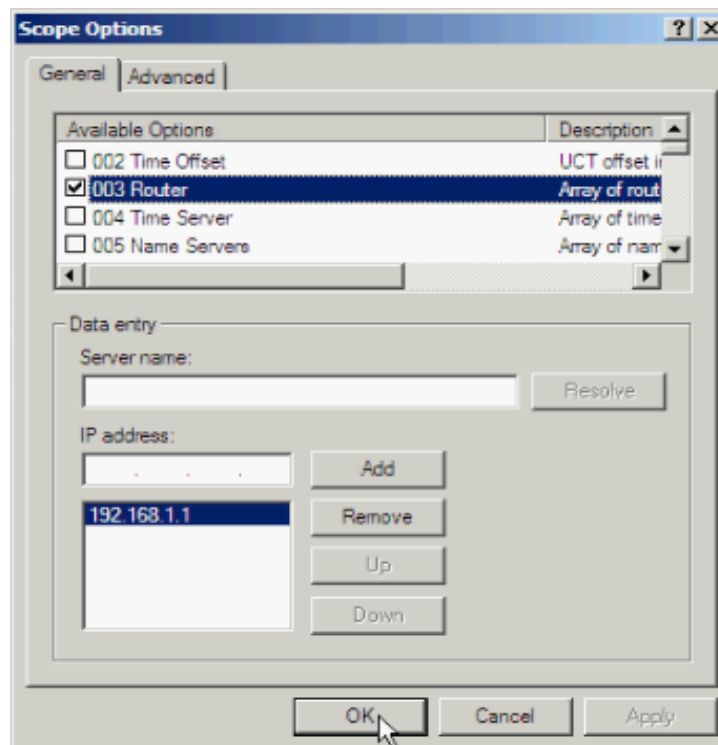 Scope Options
General Advanced
Available Options Description
002 Time Offset UCT offset i
003 Router Array of rout
004 Time Server Array of time
005 Name Servers Array of nam
Data entry
Server name:
Resolve
IP address:
. . . Add
192.168.1.1 Remove
Up
Down
OK Cancel Apply